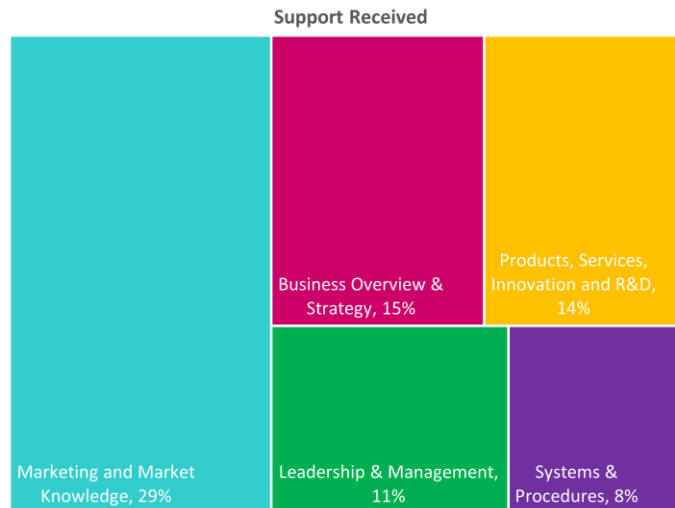 Support Received
Marketing and Market
Knowledge, 29%
Business Overview &
Strategy, 15%
Products, Services,
Innovation and R&D,
14%
Leadership & Management,
11%
Systems &
Procedures, 8%